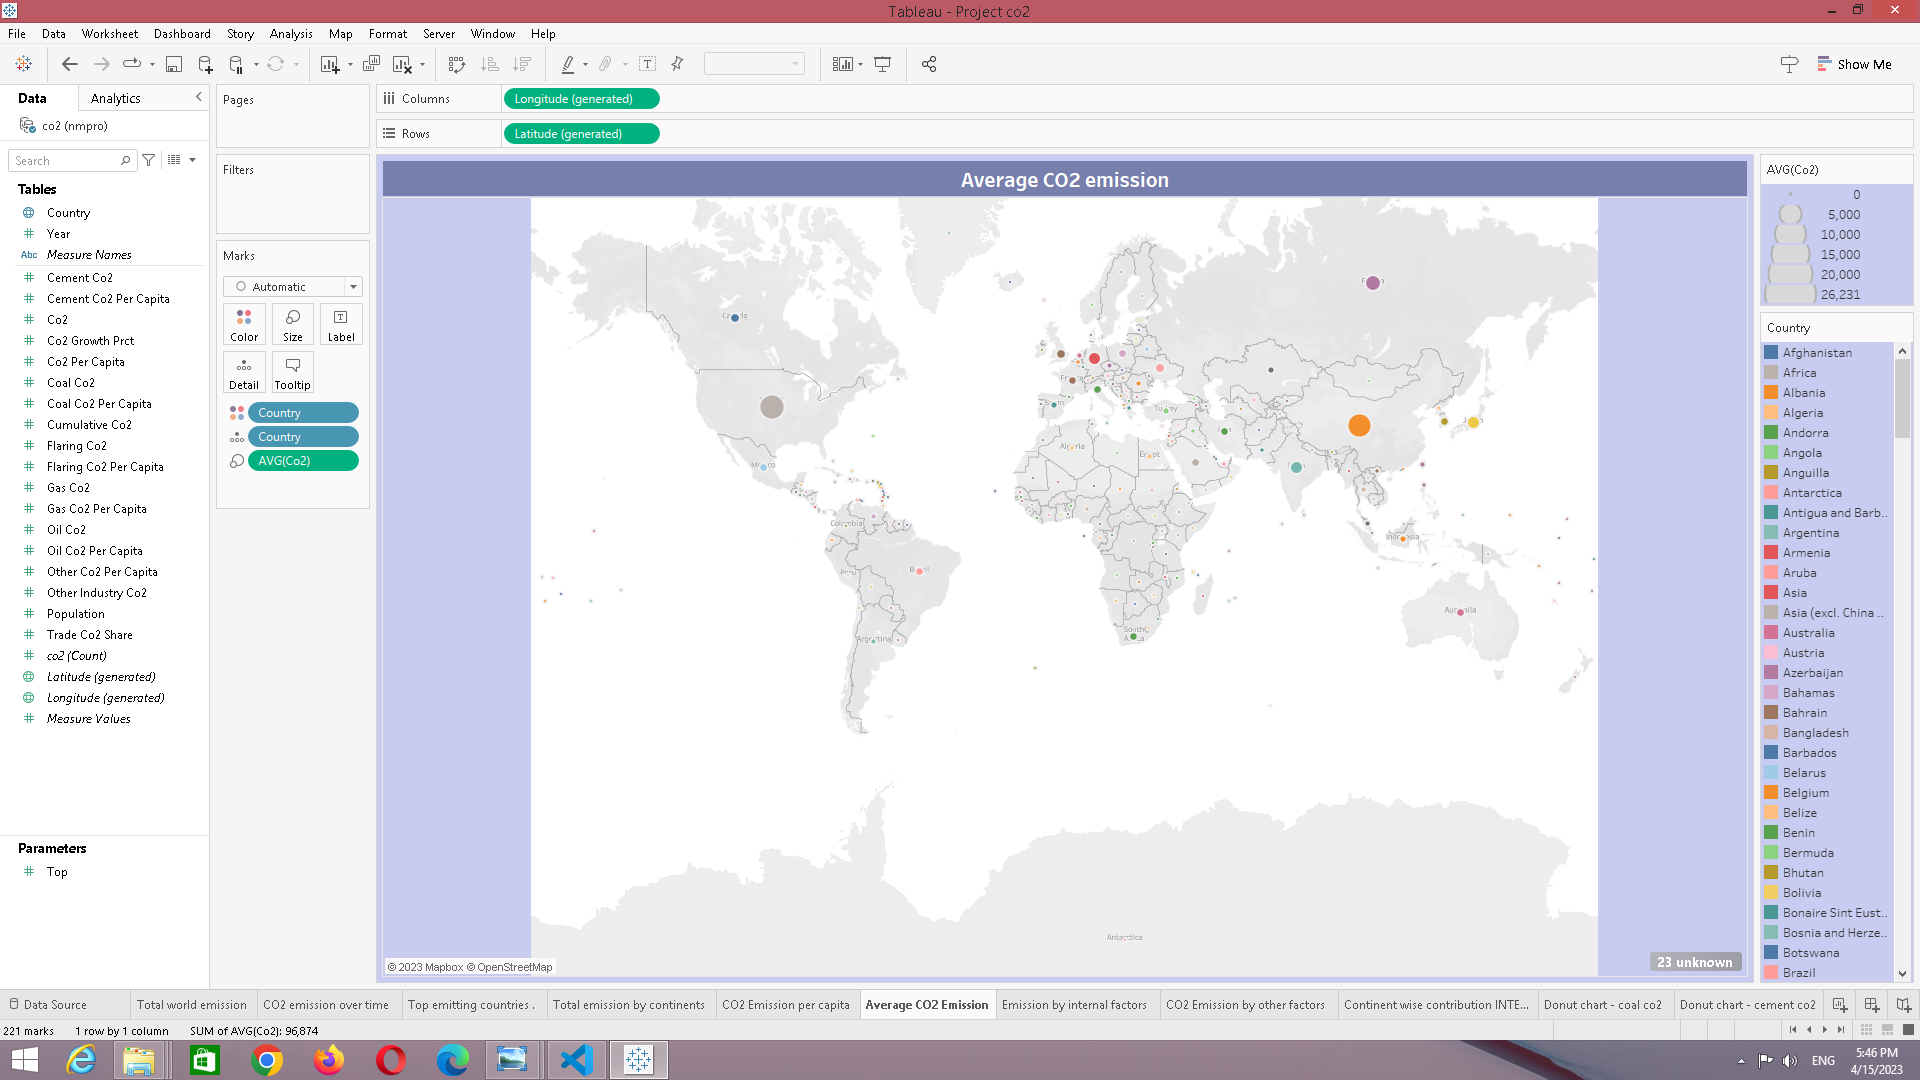 Tableau - Project co2
File Data Worksheet Dashboard Story Analysis Map Format Server Window Help
Show Me
Data Analytics
co2 (nmpro)
Search
Tables
Country
Year
Abc Measure Names
Cement Co2
Cement Co2 Per Capita
Co2
Co2 Growth Prct
Co2 Per Capita
Coal Co2
Coal Co2 Per Capita
Cumulative Co2
Flaring Co2
Flaring Co2 Per Capita
Gas Co2
Gas Co2 Per Capita
Oil Co2
Oil Co2 Per Capita
Other Co2 Per Capita
Other Industry Co2
Population
Trade Co2 Share
co2 (Count)
Latitude (generated)
Longitude (generated)
Measure Values
Parameters
Top
Pages
Filters
Marks
Automatic
Color Size Label
Detail Tooltip
Country
Country
AVG(Co2)
Columns Longitude (generated)
Rows Latitude (generated)
Average CO2 emission
Algeria
Egypt
Colombia
Peru
Argentina
South
Antarctica
© 2023 Mapbox © OpenStreetMap
23 unknown
AVG(Co2)
0
5,000
10,000
15,000
20,000
26,231
Country
Afghanistan
Africa
Albania
Algeria
Andorra
Angola
Anguilla
Antarctica
Antigua and Barb..
Argentina
Armenia
Aruba
Asia
Asia (excl. China ..
Australia
Austria
Azerbaijan
Bahamas
Bahrain
Bangladesh
Barbados
Belarus
Belgium
Belize
Benin
Bermuda
Bhutan
Bolivia
Bonaire Sint Eust..
Bosnia and Herze..
Botswana
Brazil
Data Source Total world emission CO2 emission over time Top emitting countries . Total emission by continents CO2 Emission per capita Average CO2 Emission Emission by internal factors CO2 Emission by other factors Continent wise contribution INTE... Donut chart - coal co2 Donut chart - cement co2
221 marks 1 row by 1 column SUM of AVG(Co2): 96,874
ENG
5:46 PM
4/15/2023